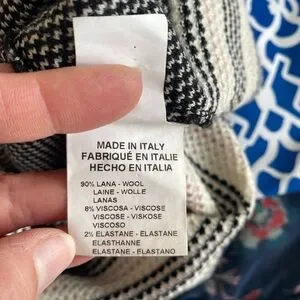 MADE IN ITALY
FABRIQUÉ EN ITALIE
HECHO EN ITALIA
90% LANA - WOOL
LAINE - WOLLE
LANAS
8% VISCOSA - VISCOSE
VISCOSE - VISKOSE
VISCOSO
2% ELASTANE - ELASTANE
ELASTHANNE
ELASTANE - ELASTANO